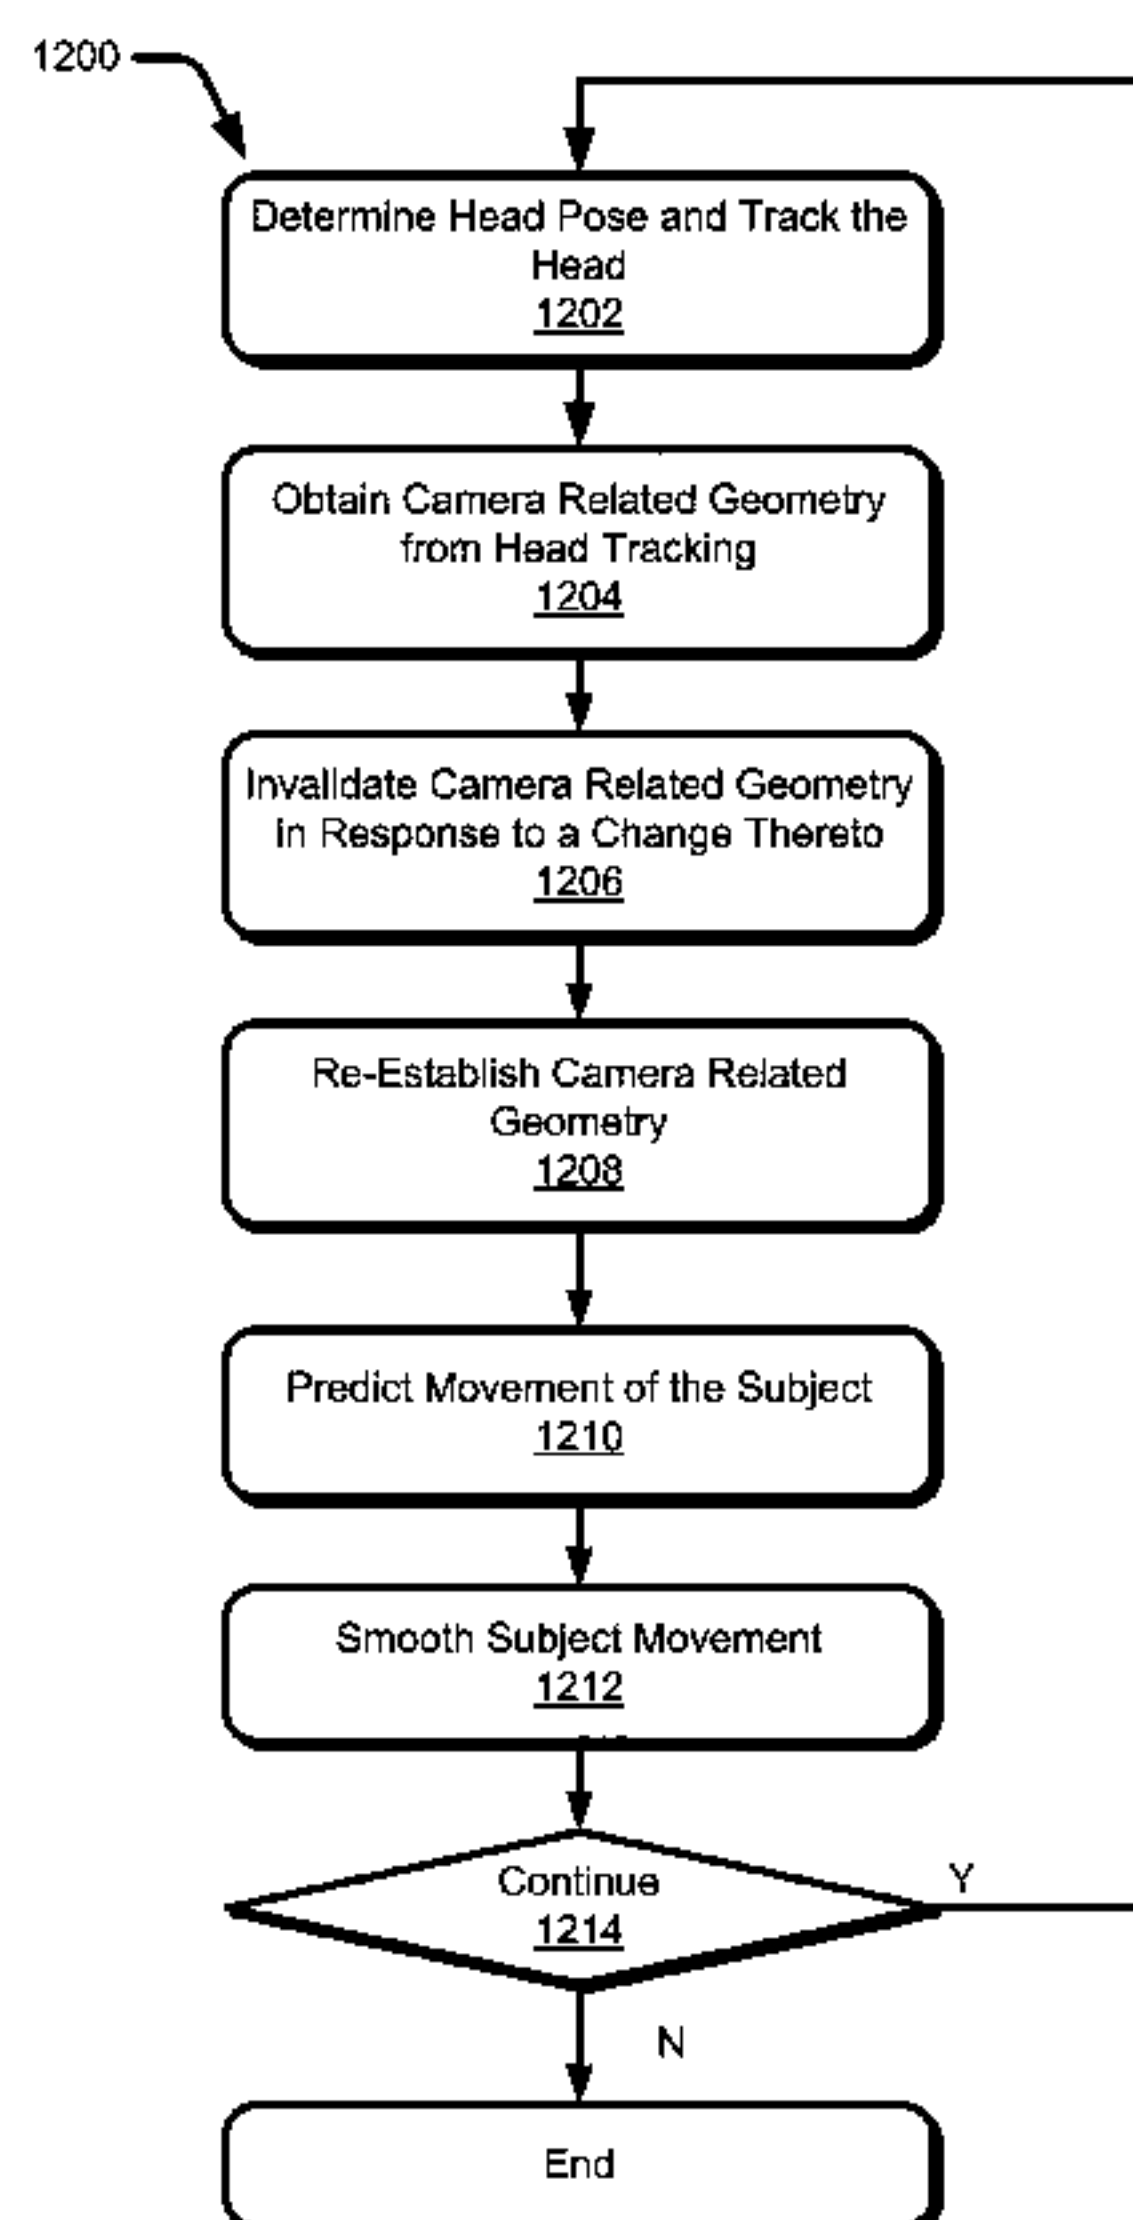 1200
Determine Head Pose and Track the
Head
1202
Obtain Camera Related Geometry
from Head Tracking
1204
Invalidate Camera Related Geometry
in Response to a Change Thereto
1206
Re-Establish Camera Related
Geometry
1208
Predict Movement of the Subject
1210
Smooth Subject Movement
1212
Continue
1214
Y
N
End